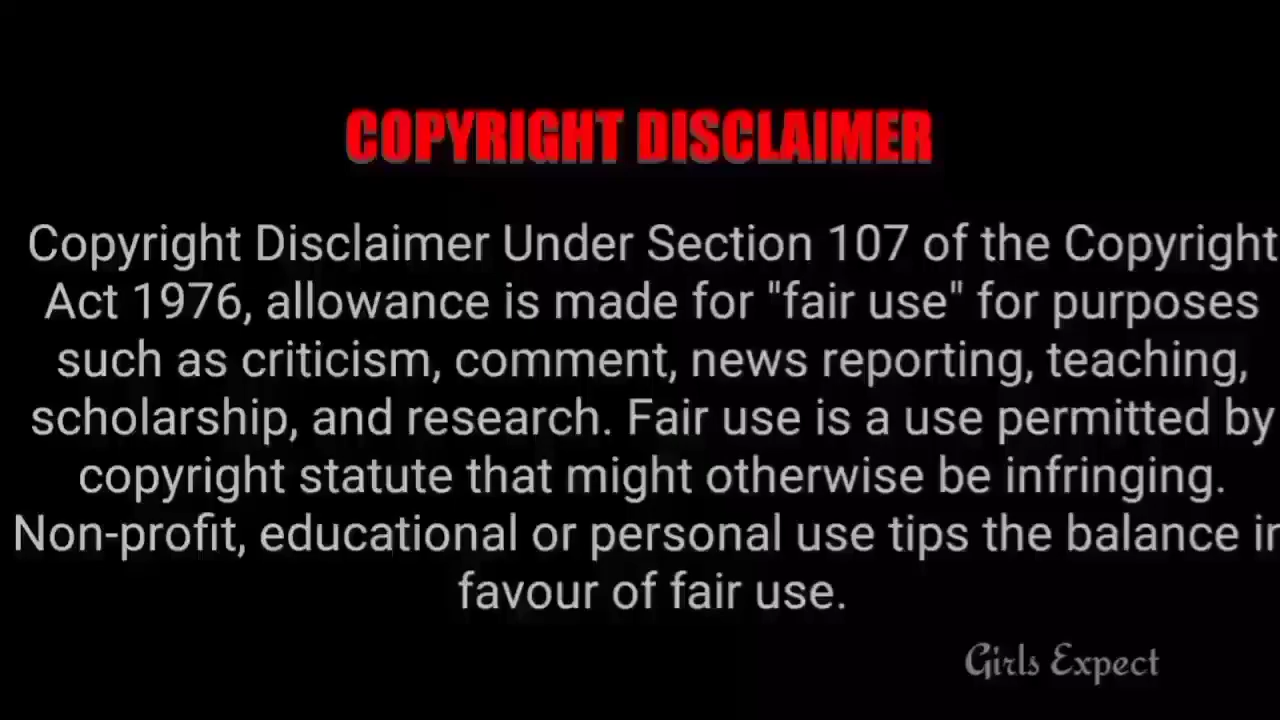 COPYRIGHT DISCLAIMER
Copyright Disclaimer Under Section 107 of the Copyright
Act 1976, allowance is made for "fair use" for purposes
such as criticism, comment, news reporting, teaching,
scholarship, and research. Fair use is a use permitted by
copyright statute that might otherwise be infringing.
Non-profit, educational or personal use tips the balance in
favour of fair use.
Girls Expect